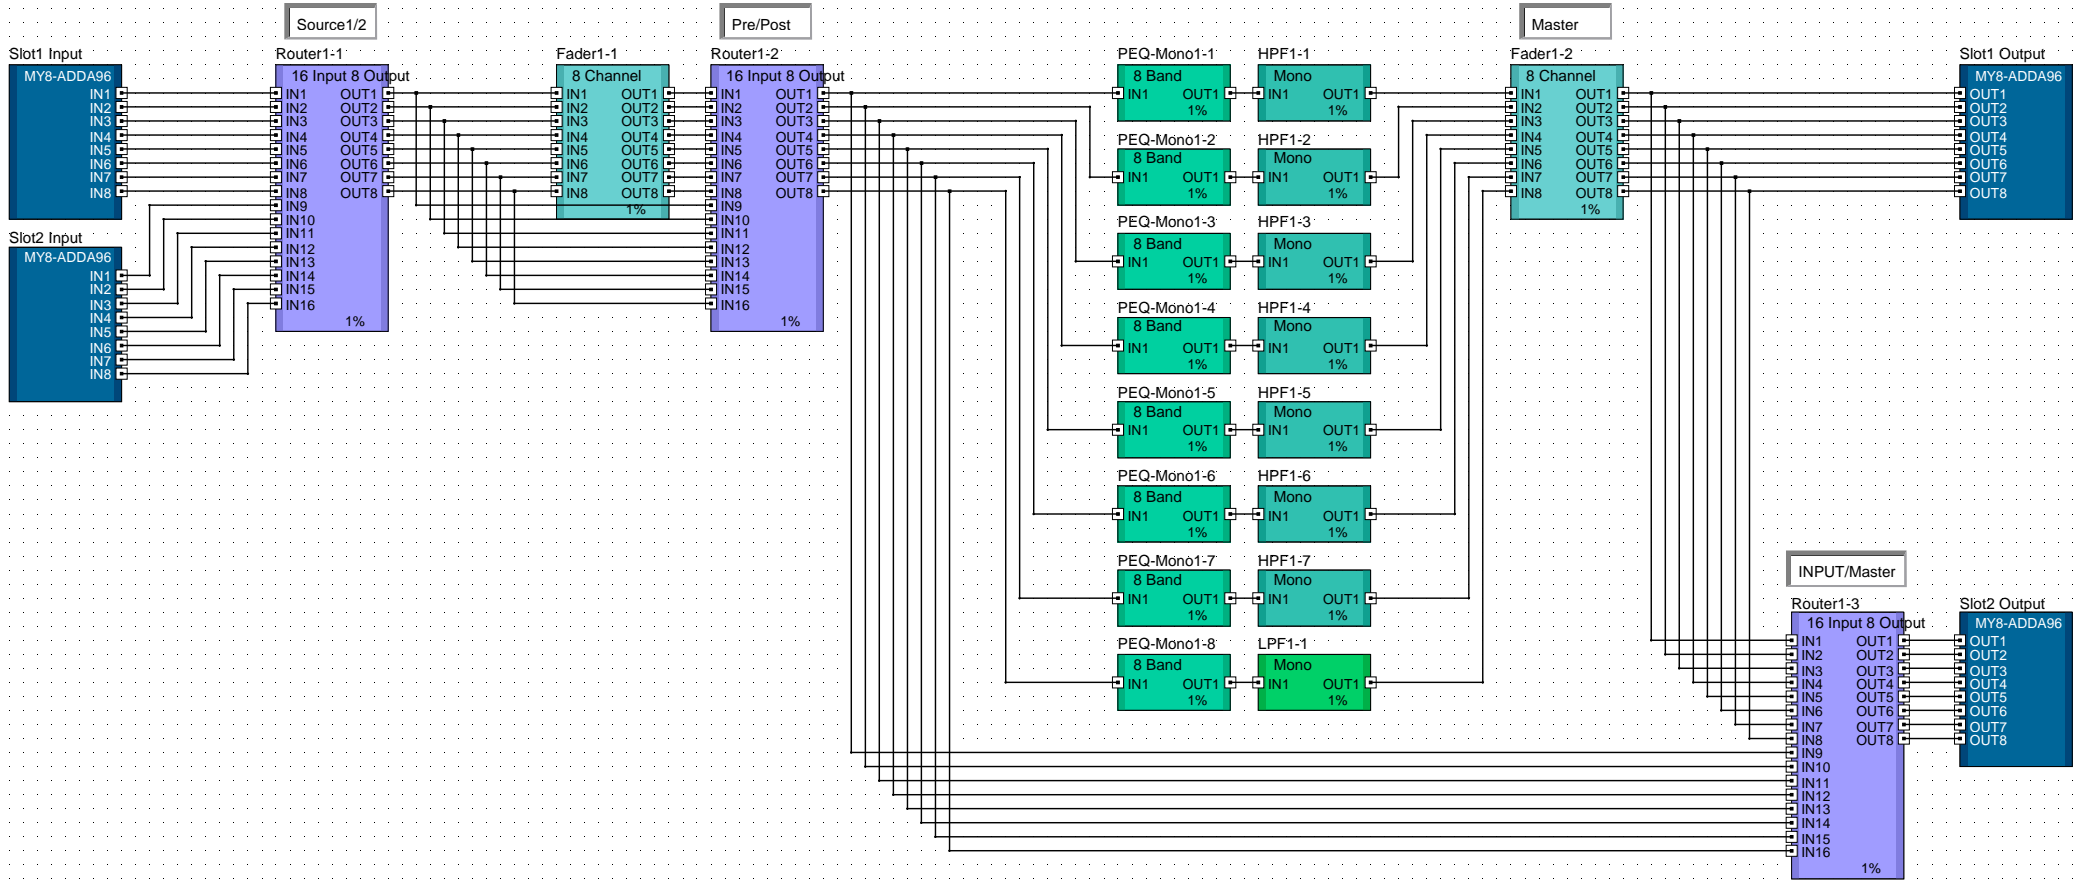 Source1/2
Pre/Post
Master
Slot1 Input
MY8-ADDA96
IN1
IN2
IN3
IN4
IN5
IN6
IN7
IN8
Slot2 Input
MY8-ADDA96
IN1
IN2
IN3
IN4
IN5
IN6
IN7
IN8
Router1-1
16 Input 8 Output
IN1 OUT1
IN2 OUT2
IN3 OUT3
IN4 OUT4
IN5 OUT5
IN6 OUT6
IN7 OUT7
IN8 OUT8
IN9
IN10
IN11
IN12
IN13
IN14
IN15
IN16
1%
Fader1-1
8 Channel
IN1 OUT1
IN2 OUT2
IN3 OUT3
IN4 OUT4
IN5 OUT5
IN6 OUT6
IN7 OUT7
IN8 OUT8
1%
Router1-2
16 Input 8 Output
IN1 OUT1
IN2 OUT2
IN3 OUT3
IN4 OUT4
IN5 OUT5
IN6 OUT6
IN7 OUT7
IN8 OUT8
IN9
IN10
IN11
IN12
IN13
IN14
IN15
IN16
1%
PEQ-Mono1-1
8 Band
IN1 OUT1
1%
HPF1-1
Mono
IN1 OUT1
1%
PEQ-Mono1-2
8 Band
IN1 OUT1
1%
HPF1-2
Mono
IN1 OUT1
1%
PEQ-Mono1-3
8 Band
IN1 OUT1
1%
HPF1-3
Mono
IN1 OUT1
1%
PEQ-Mono1-4
8 Band
IN1 OUT1
1%
HPF1-4
Mono
IN1 OUT1
1%
PEQ-Mono1-5
8 Band
IN1 OUT1
1%
HPF1-5
Mono
IN1 OUT1
1%
PEQ-Mono1-6
8 Band
IN1 OUT1
1%
HPF1-6
Mono
IN1 OUT1
1%
PEQ-Mono1-7
8 Band
IN1 OUT1
1%
HPF1-7
Mono
IN1 OUT1
1%
PEQ-Mono1-8
8 Band
IN1 OUT1
1%
LPF1-1
Mono
IN1 OUT1
1%
Fader1-2
8 Channel
IN1 OUT1
IN2 OUT2
IN3 OUT3
IN4 OUT4
IN5 OUT5
IN6 OUT6
IN7 OUT7
IN8 OUT8
1%
Slot1 Output
MY8-ADDA96
OUT1
OUT2
OUT3
OUT4
OUT5
OUT6
OUT7
OUT8
INPUT/Master
Router1-3
16 Input 8 Output
IN1 OUT1
IN2 OUT2
IN3 OUT3
IN4 OUT4
IN5 OUT5
IN6 OUT6
IN7 OUT7
IN8 OUT8
IN9
IN10
IN11
IN12
IN13
IN14
IN15
IN16
1%
Slot2 Output
MY8-ADDA96
OUT1
OUT2
OUT3
OUT4
OUT5
OUT6
OUT7
OUT8